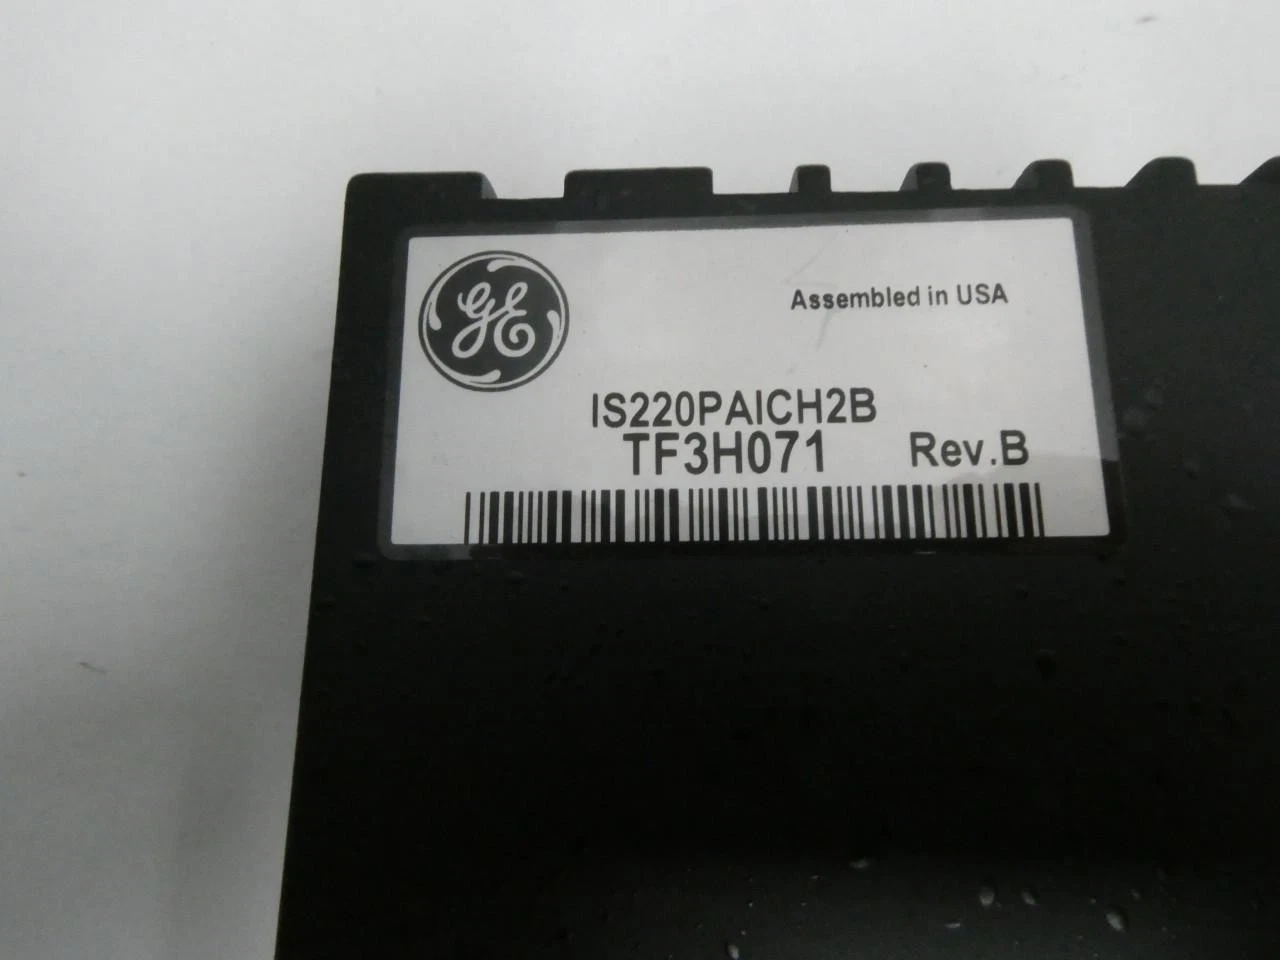 GE
Assembled in USA
IS220PAICH2B
TF3H071 Rev.B